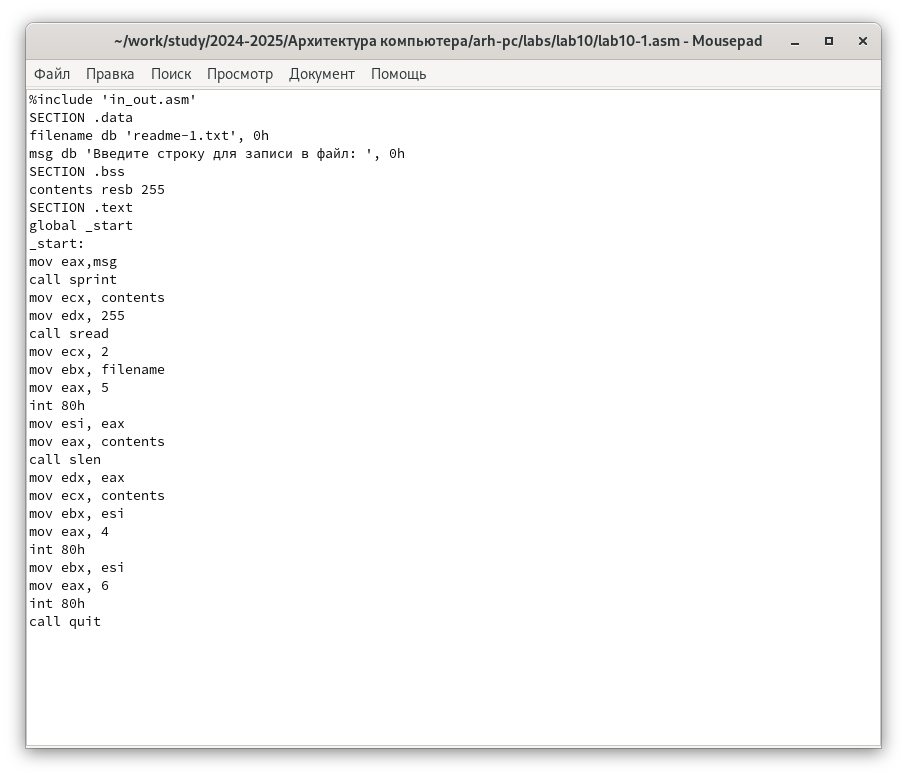 ~/work/study/2024-2025/Архитектура компьютера/arh-pc/labs/lab10/lab10-1.asm - Mousepad
Файл Правка Поиск Просмотр Документ Помощь
%include 'in_out.asm'
SECTION .data
filename db 'readme-1.txt', 0h
msg db 'Введите строку для записи в файл: ', 0h
SECTION .bss
contents resb 255
SECTION .text
global _start
_start:
mov eax,msg
call sprint
mov ecx, contents
mov edx, 255
call sread
mov ecx, 2
mov ebx, filename
mov eax, 5
int 80h
mov esi, eax
mov eax, contents
call slen
mov edx, eax
mov ecx, contents
mov ebx, esi
mov eax, 4
int 80h
mov ebx, esi
mov eax, 6
int 80h
call quit